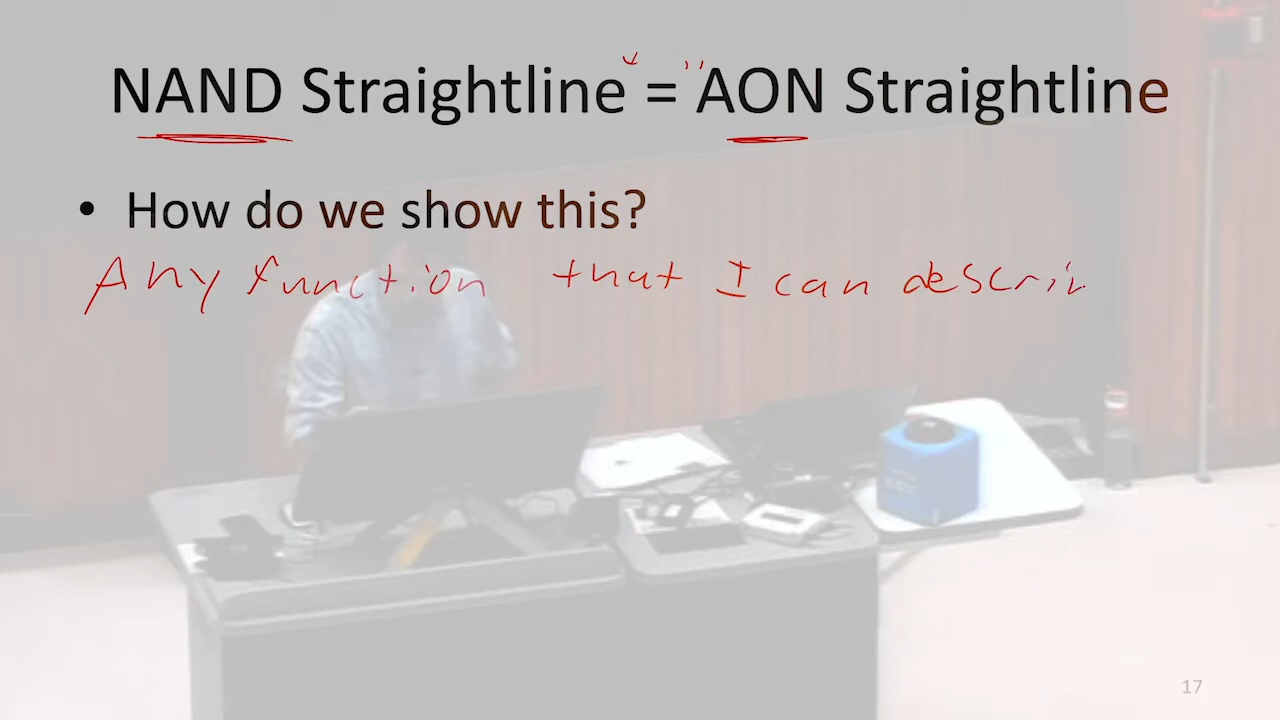 NAND Straightline "=" AON Straightline
• How do we show this?
Any function that I can descri
17